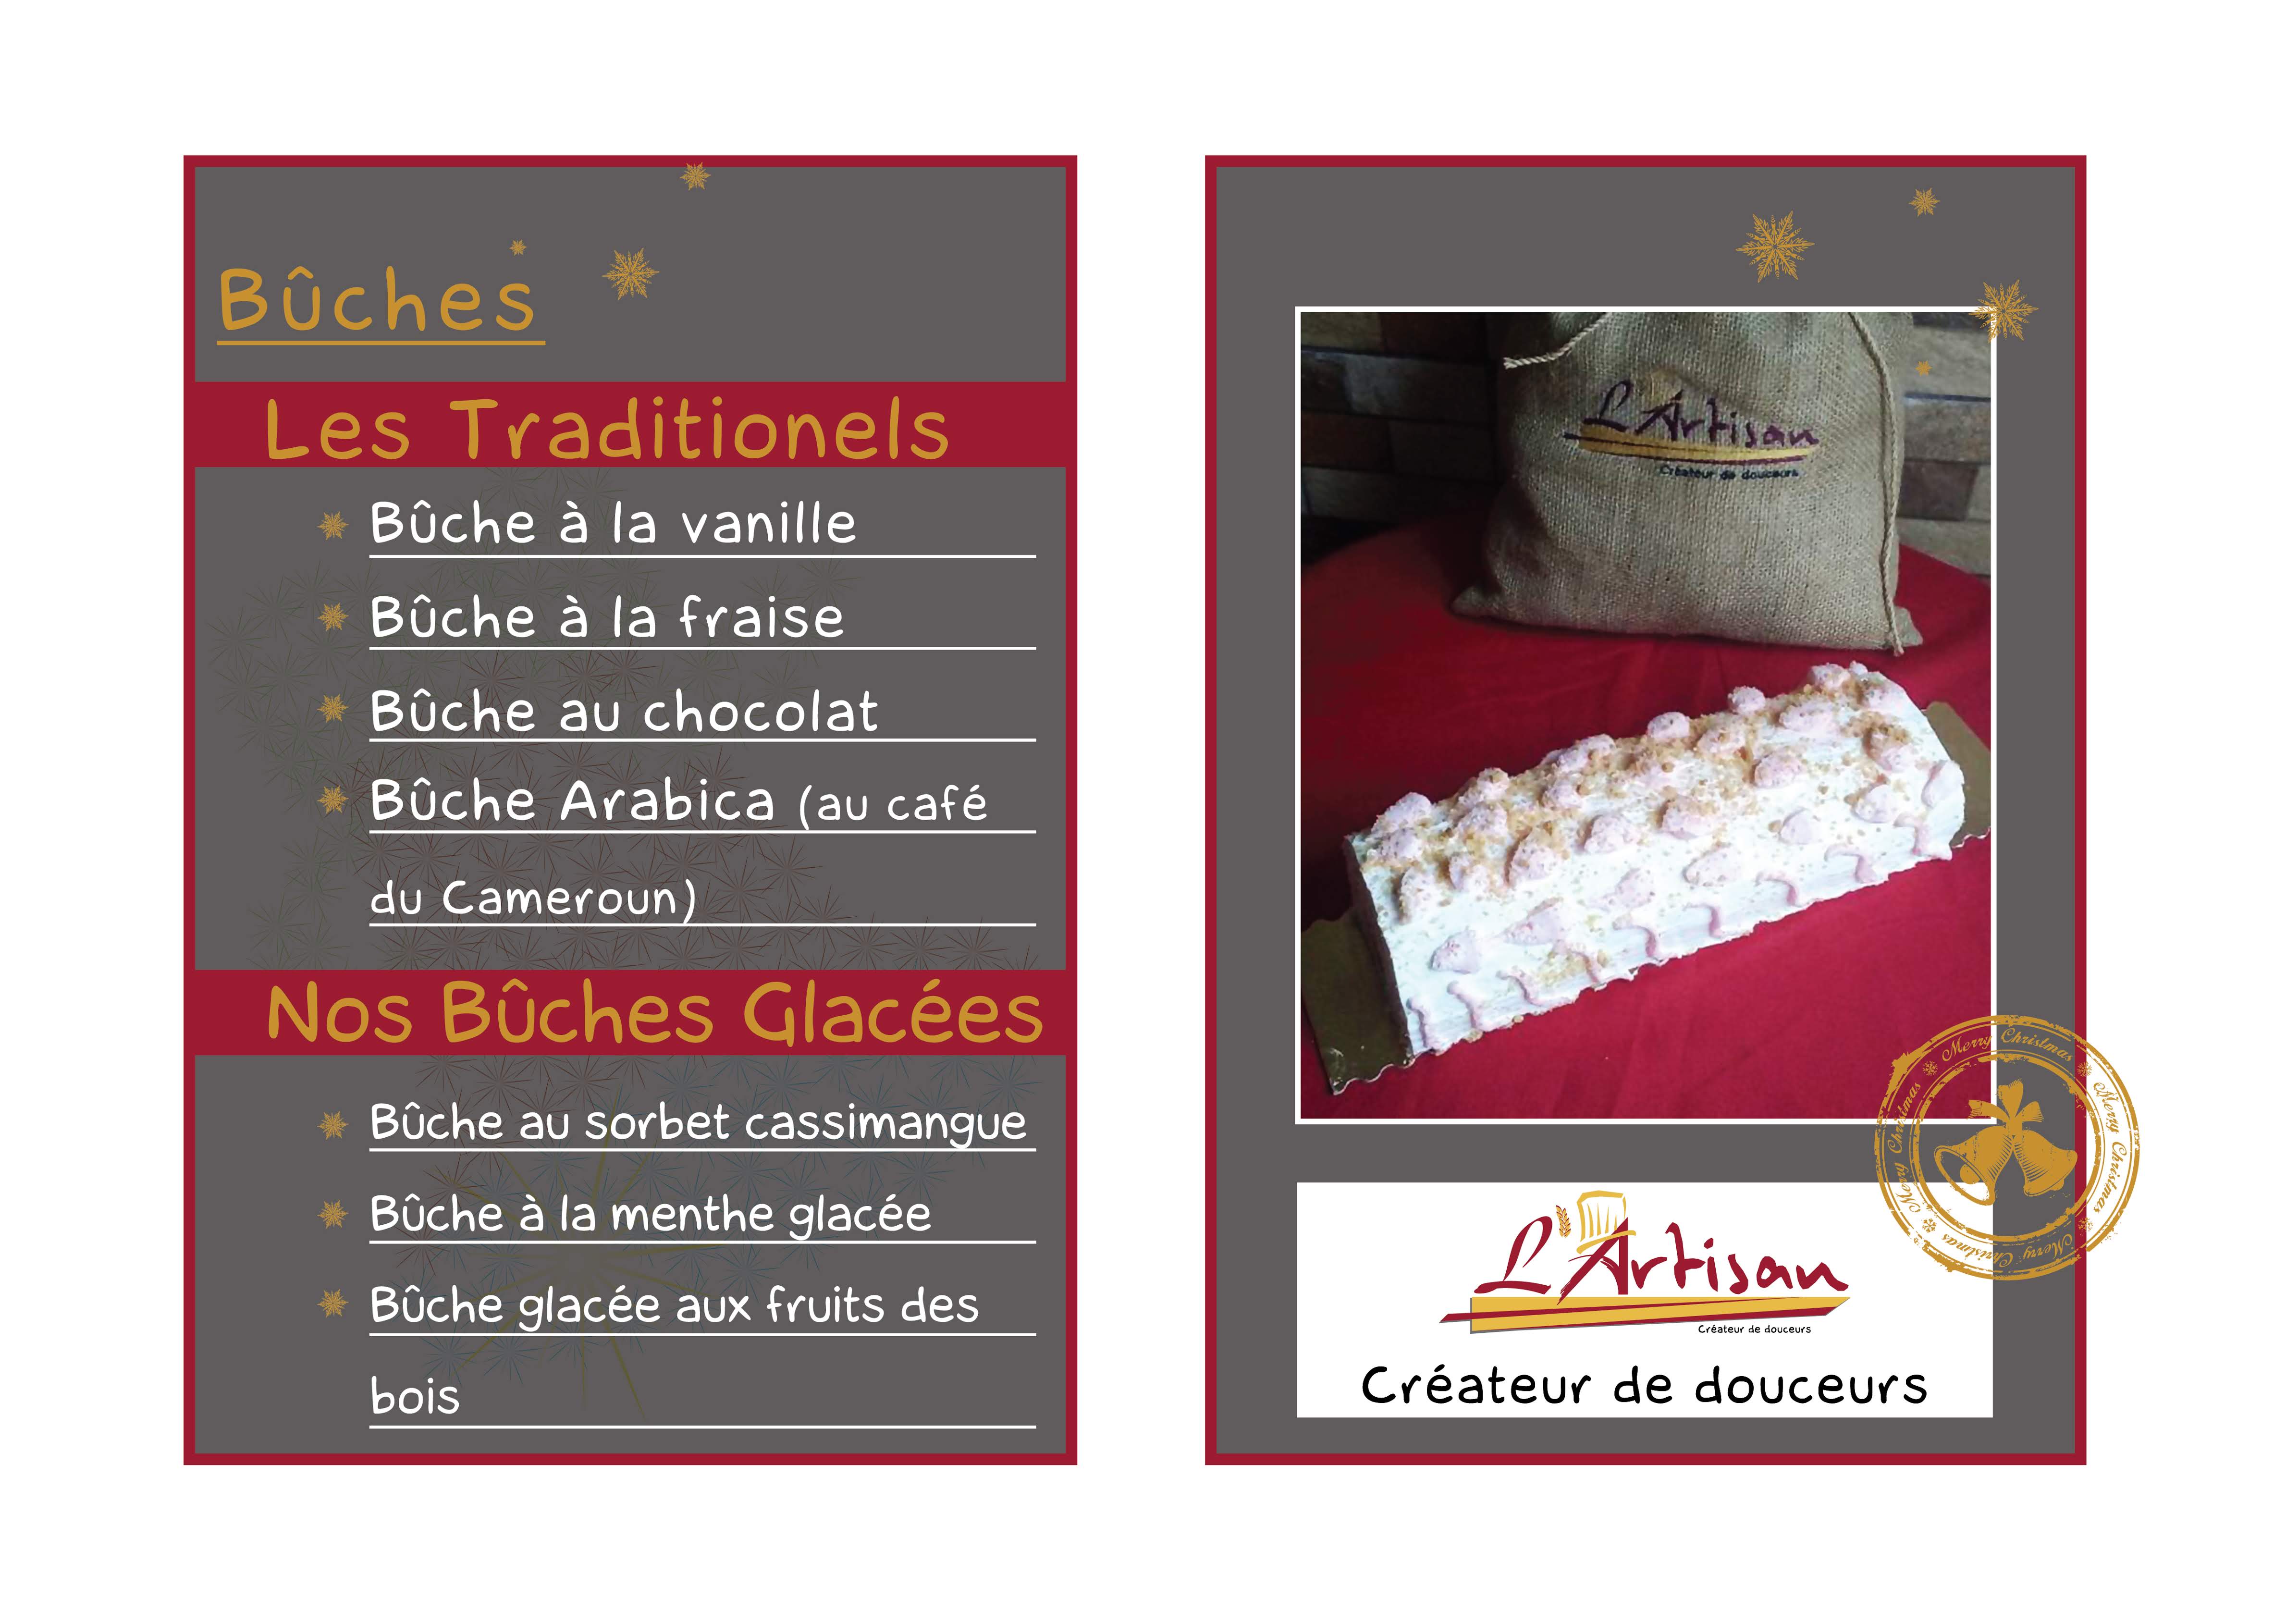 Bûches
Les Traditionels
Bûche à la vanille
Bûche à la fraise
Bûche au chocolat
Bûche Arabica (au café
du Cameroun)
Nos Bûches Glacées
Bûche au sorbet cassimangue
Bûche à la menthe glacée
Bûche glacée aux fruits des
bois
L'Artisan
Créateur de douceurs
Merry Christmas
Merry Christmas
Merry Christmas
Merry Christmas
L'Artisan
Créateur de douceurs
Créateur de douceurs